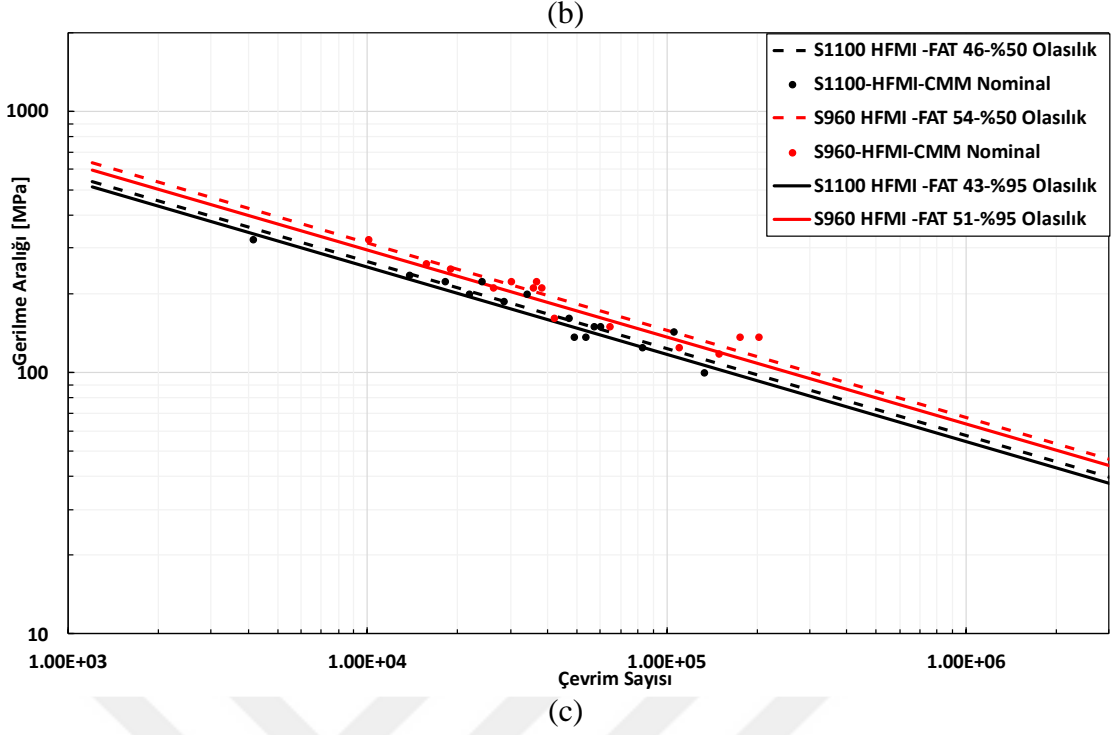 (b)
S1100 HFMI -FAT 46-%50 Olasılık
S1100-HFMI-CMM Nominal
S960 HFMI -FAT 54-%50 Olasılık
S960-HFMI-CMM Nominal
S1100 HFMI -FAT 43-%95 Olasılık
S960 HFMI -FAT 51-%95 Olasılık
Gerilme Aralığı [MPa]
1000
100
10
1.00E+03
1.00E+04
1.00E+05
1.00E+06
Çevrim Sayısı
(c)